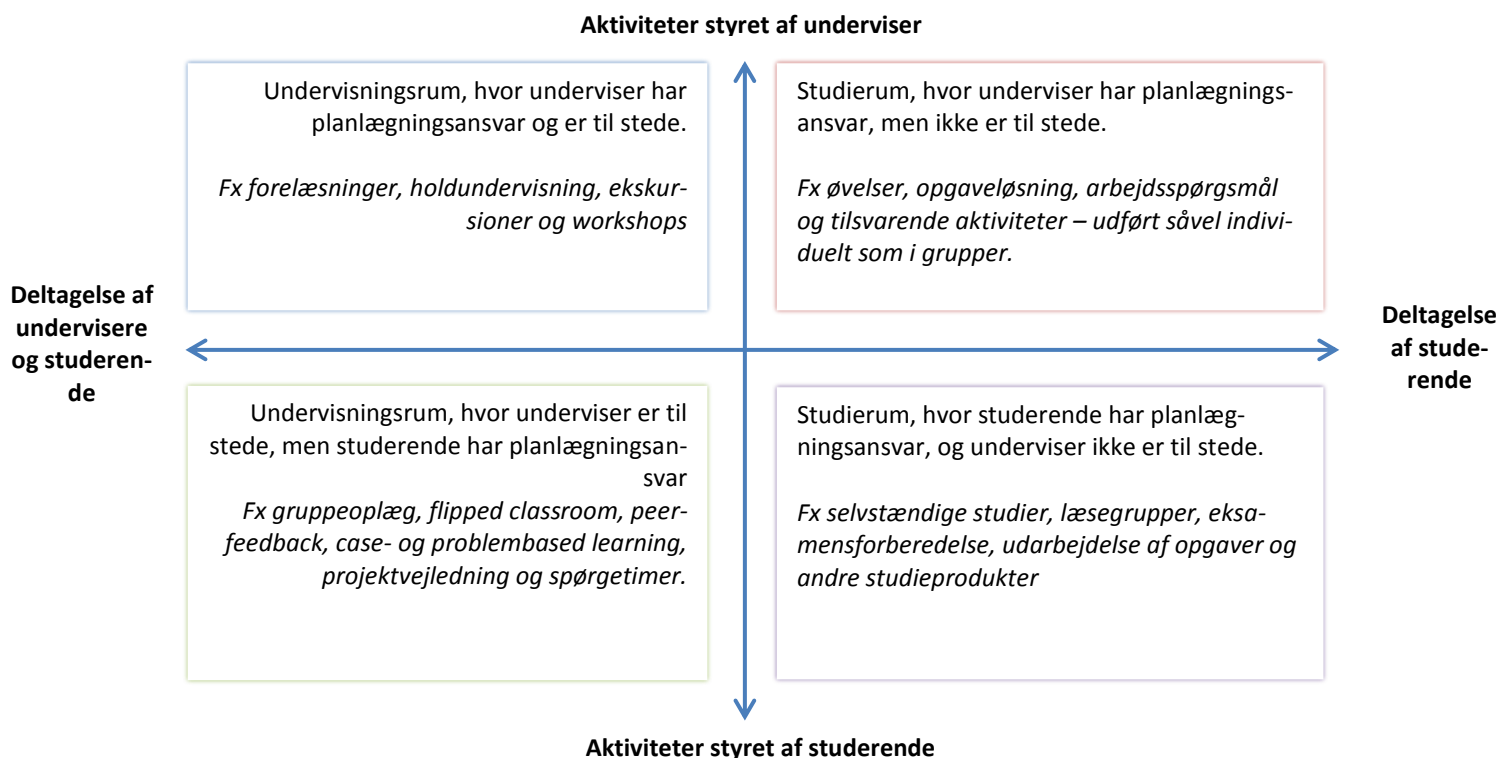 Aktiviteter styret af underviser
Undervisningsrum, hvor underviser har
planlægningsansvar og er til stede.
Fx forelæsninger, holdundervisning, ekskur-
sioner og workshops
Studierum, hvor underviser har planlægnings-
ansvar, men ikke er til stede.
Fx øvelser, opgaveløsning, arbejdsspørgsmål
og tilsvarende aktiviteter – udført såvel indivi-
duelt som i grupper.
Deltagelse af
undervisere
og studeren-
de
Deltagelse
af stude-
rende
Undervisningsrum, hvor underviser er til
stede, men studerende har planlægningsan-
svar
Fx gruppeoplæg, flipped classroom, peer-
feedback, case- og problembased learning,
projektvejledning og spørgetimer.
Studierum, hvor studerende har planlæg-
ningsansvar, og underviser ikke er til stede.
Fx selvstændige studier, læsegrupper, eksa-
mensforberedelse, udarbejdelse af opgaver og
andre studieprodukter
Aktiviteter styret af studerende